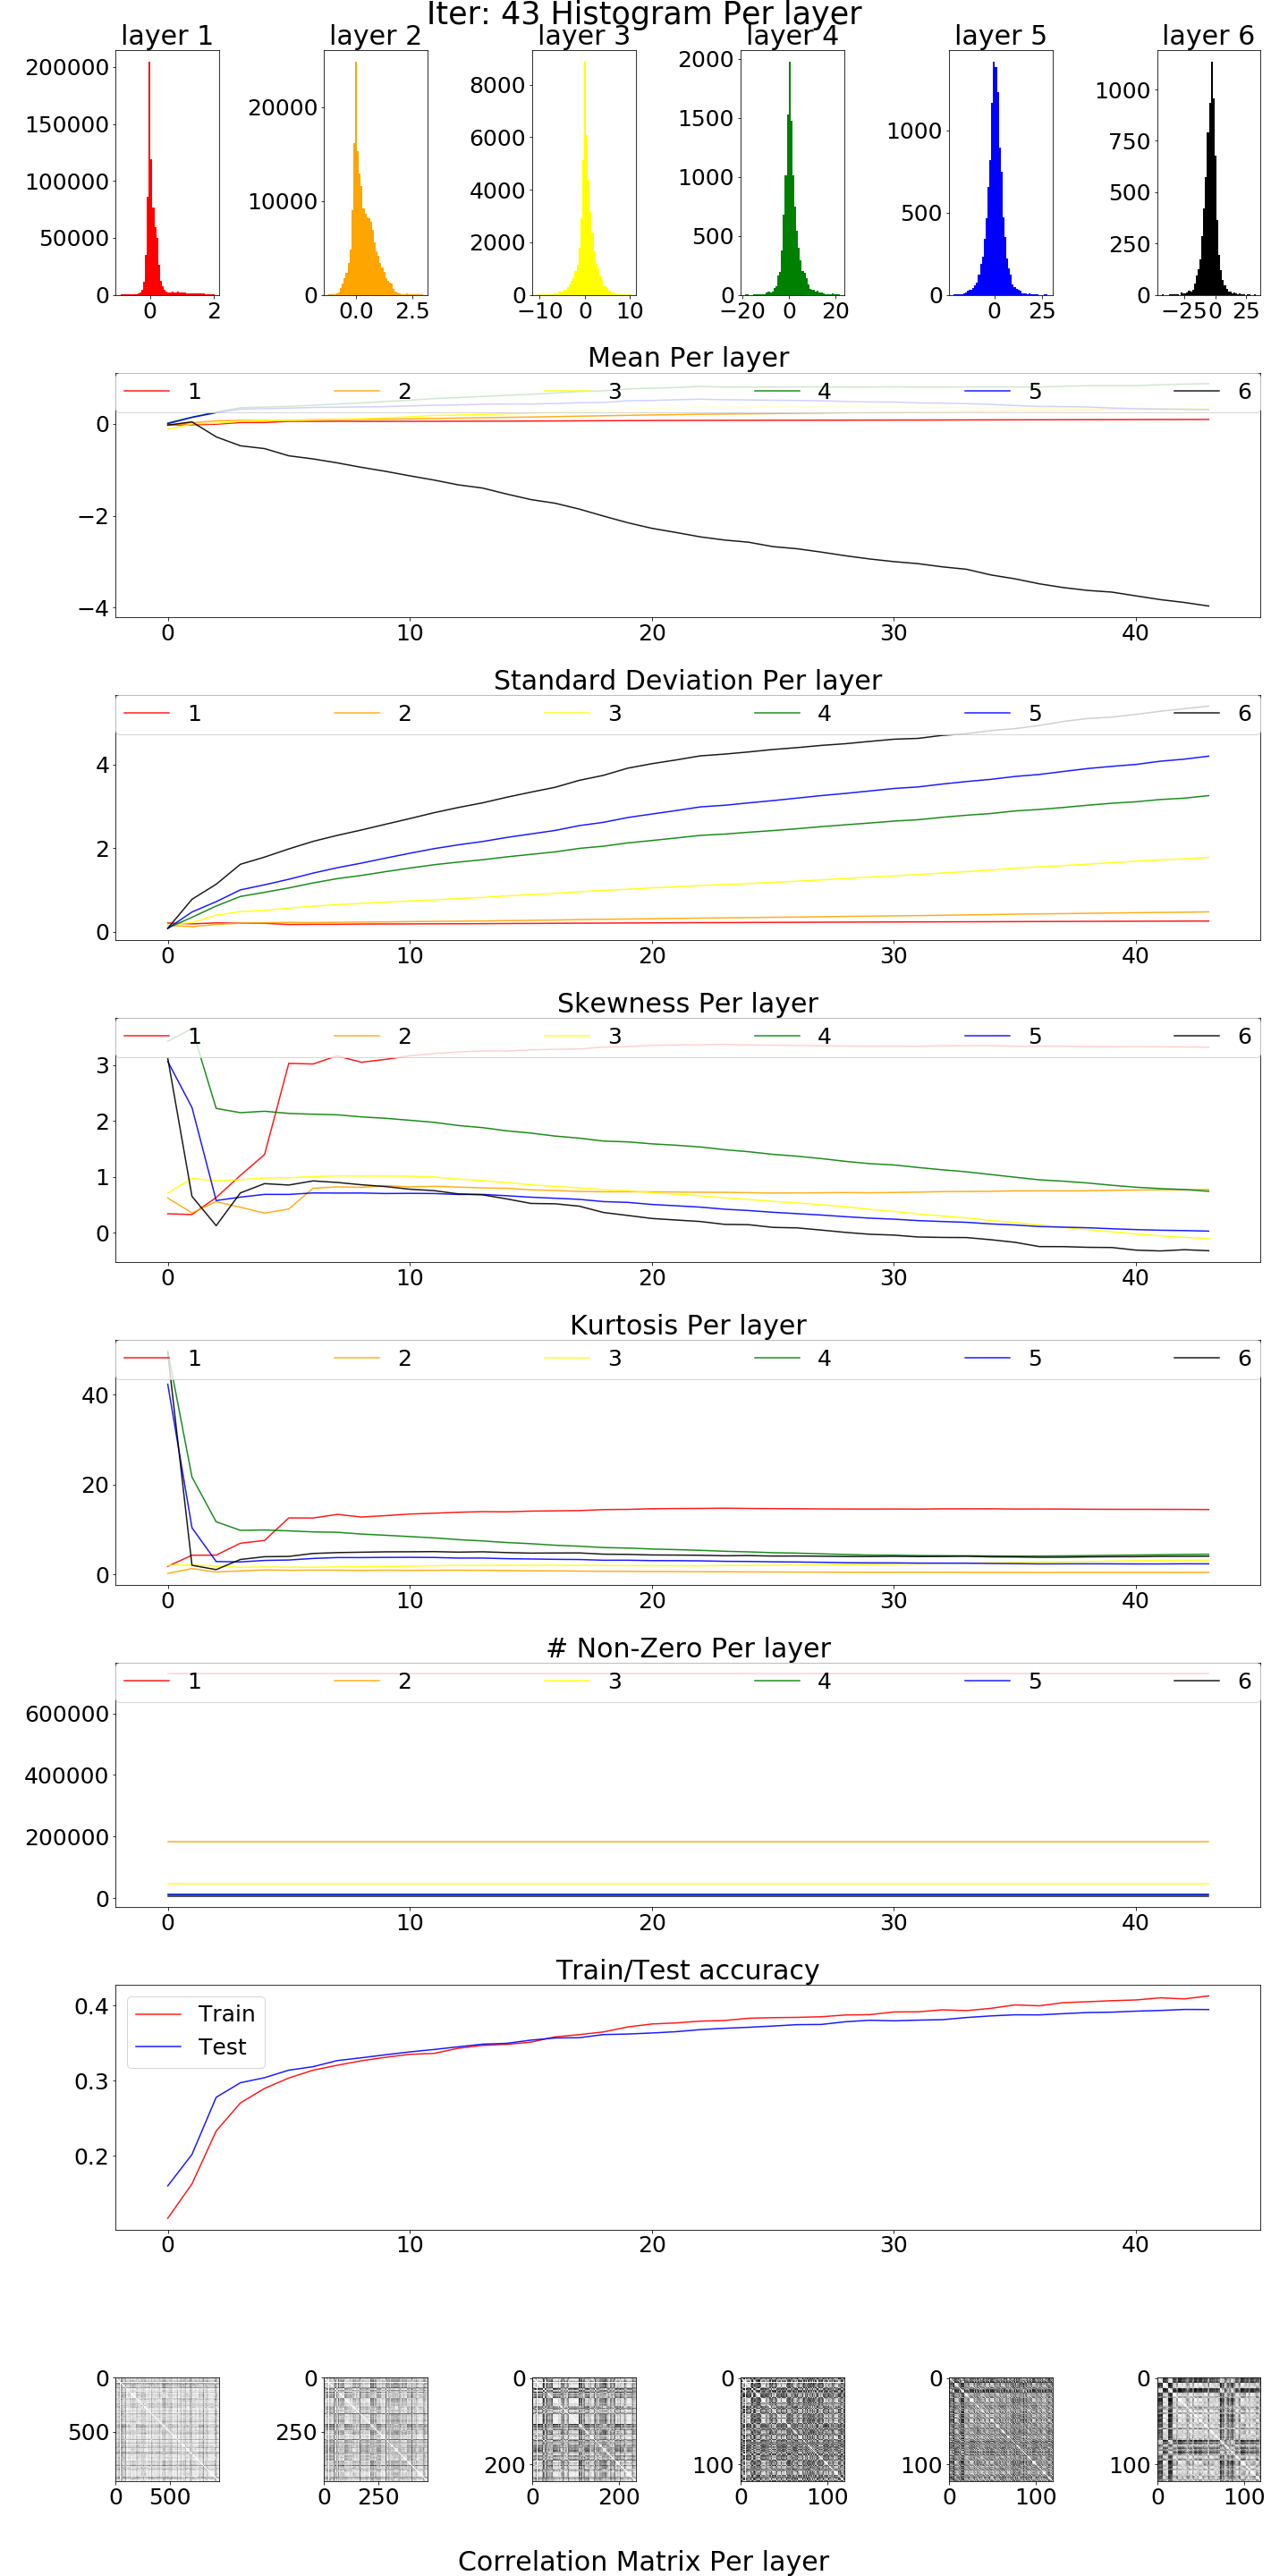 Iter: 43 Histogram Per layer
layer 1 layer 2 layer 3 layer 4 layer 5 layer 6
200000 150000 100000 50000 0
0 2
20000 10000 0
0.0 2.5
8000 6000 4000 2000 0
−10 0 10
2000 1500 1000 500 0
−20 0 20
1000 500 0
0 25
1000 750 500 250 0
−25 0 25
Mean Per layer
1 2 3 4 5 6
0
−2
−4
0 10 20 30 40
Standard Deviation Per layer
1 2 3 4 5 6
4
2
0
0 10 20 30 40
Skewness Per layer
1 2 3 4 5 6
3
2
1
0
0 10 20 30 40
Kurtosis Per layer
1 2 3 4 5 6
40
20
0
0 10 20 30 40
# Non-Zero Per layer
1 2 3 4 5 6
600000
400000
200000
0
0 10 20 30 40
Train/Test accuracy
Train
Test
0.4
0.3
0.2
0 10 20 30 40
0 500
0 500
0 250
0 250
0 200
0 200
0 100
0 100
0 100
0 100
0 100
0 100
Correlation Matrix Per layer